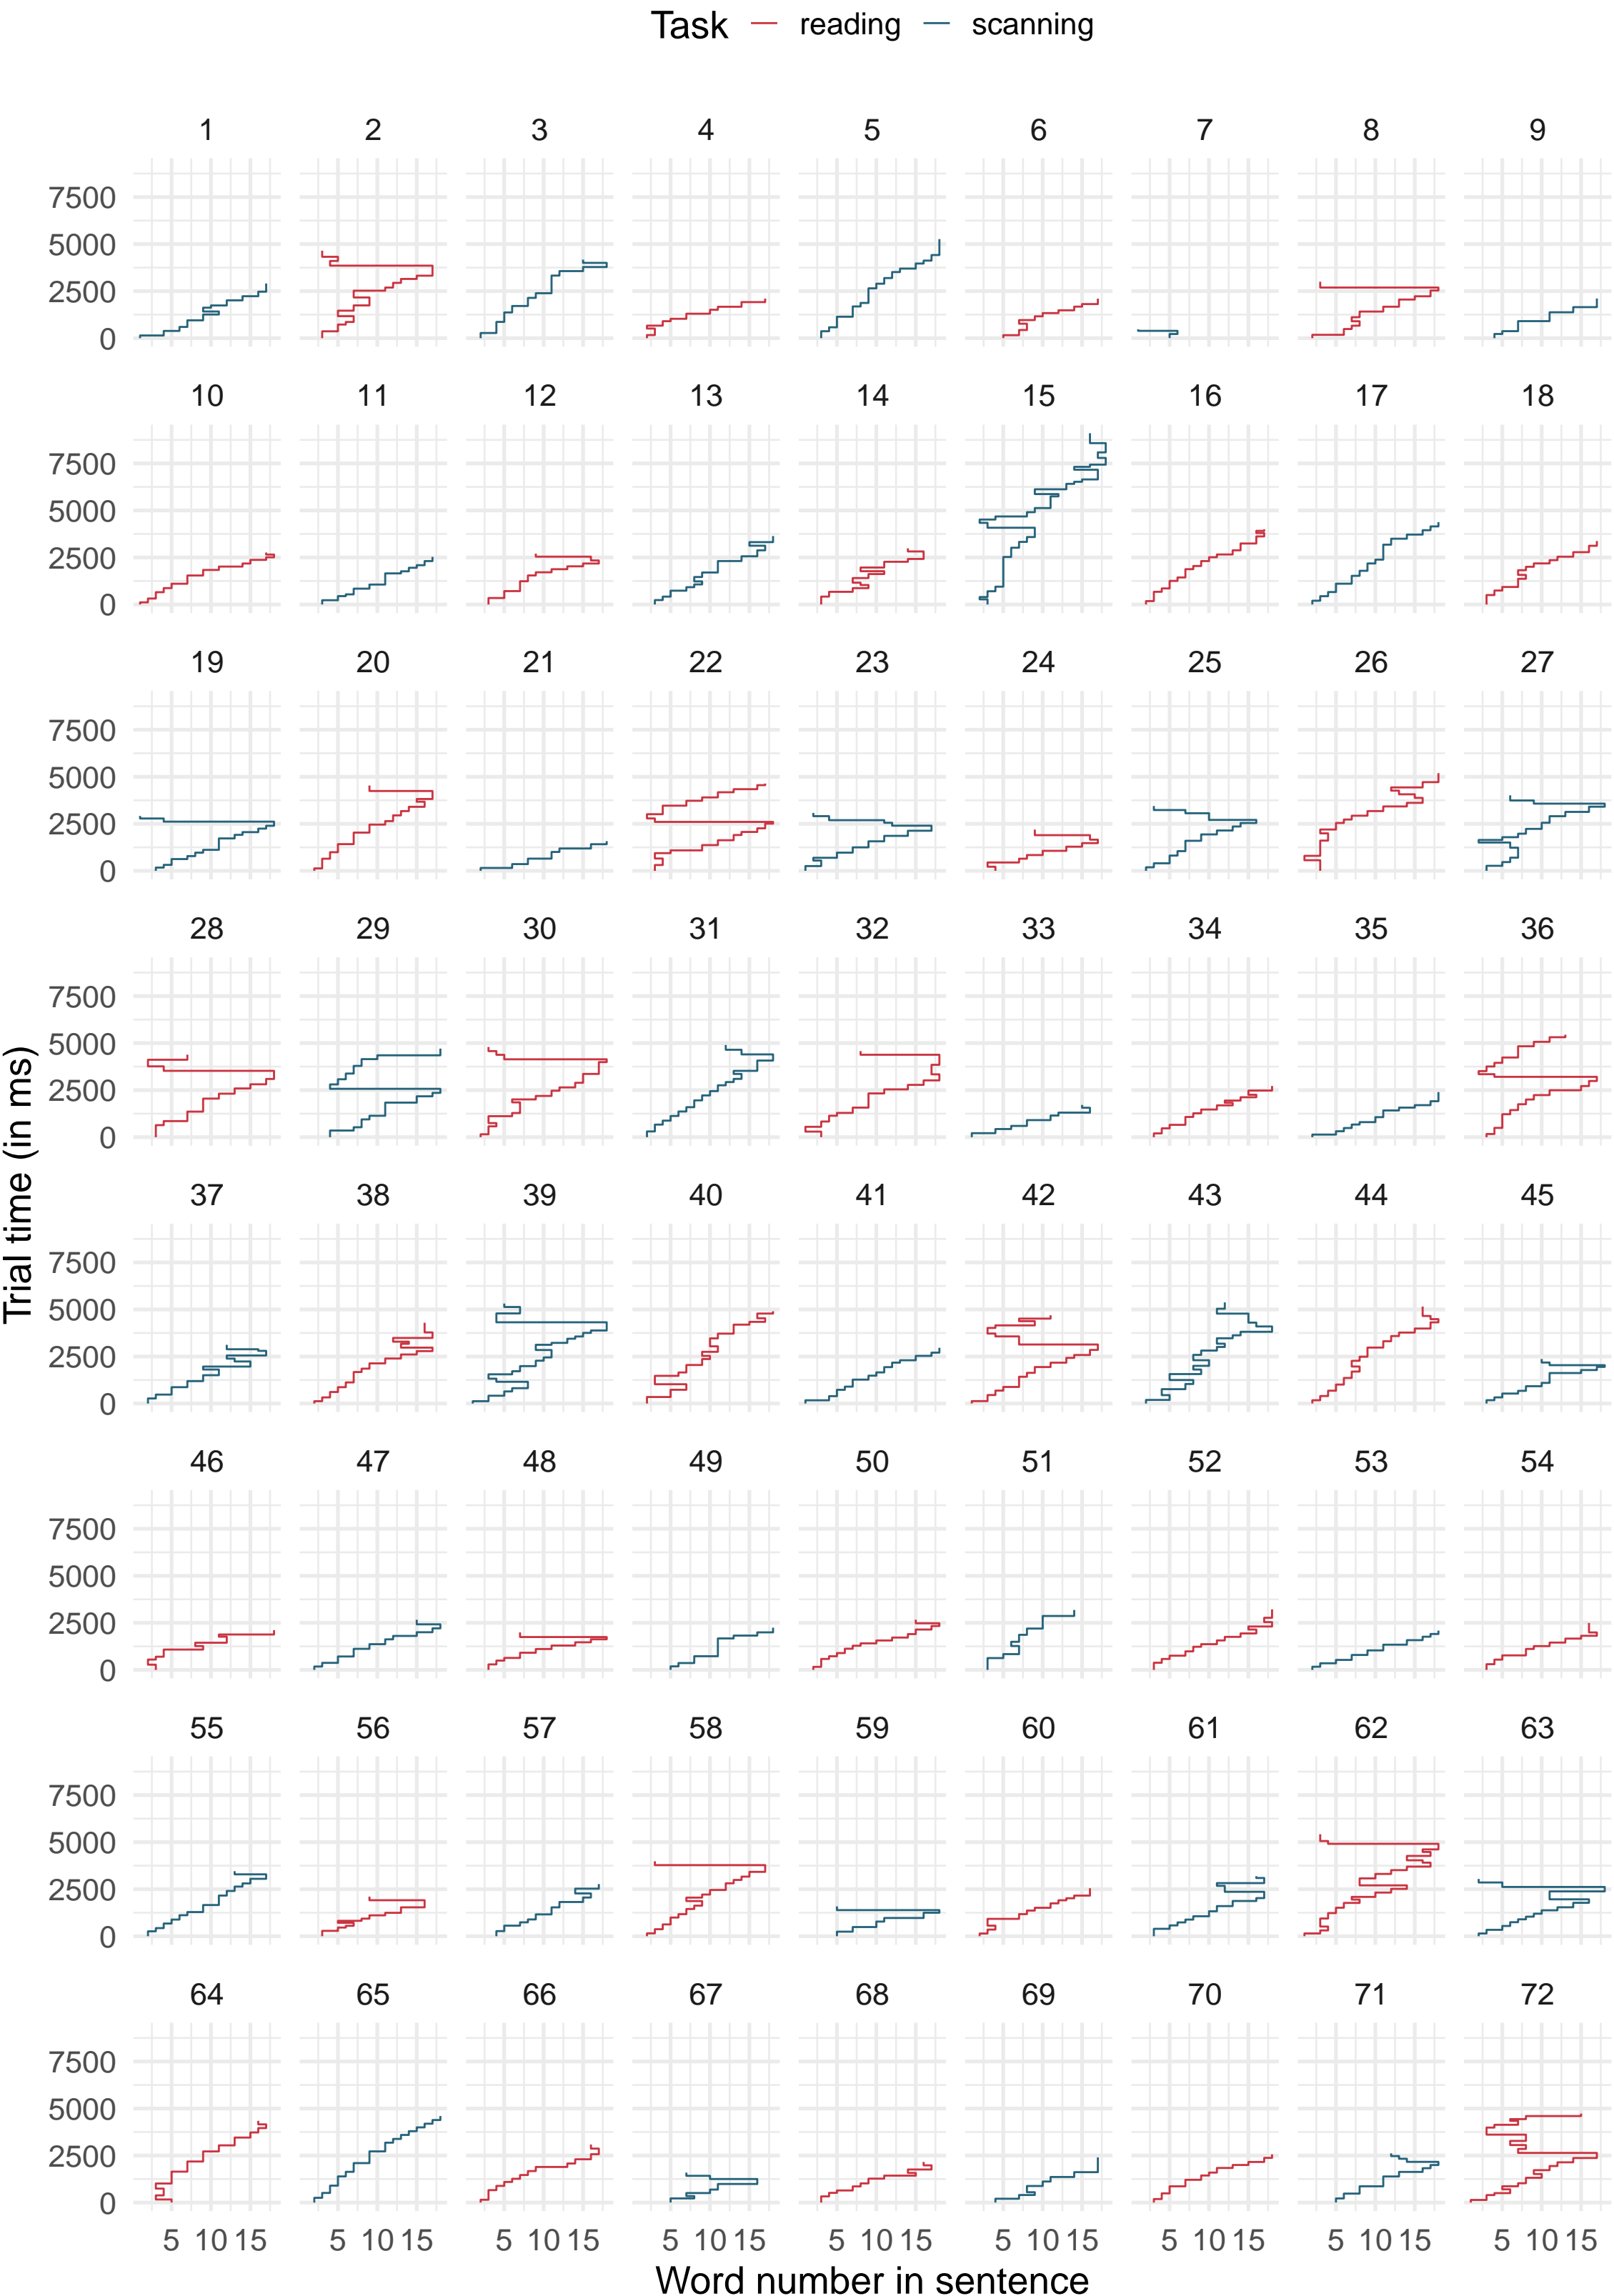 Task reading scanning
1 2 3 4 5 6 7 8 9
7500
5000
2500
0
10 11 12 13 14 15 16 17 18
7500
5000
2500
0
19 20 21 22 23 24 25 26 27
7500
5000
2500
0
28 29 30 31 32 33 34 35 36
7500
5000
2500
0
Trial time (in ms)
37 38 39 40 41 42 43 44 45
7500
5000
2500
0
46 47 48 49 50 51 52 53 54
7500
5000
2500
0
55 56 57 58 59 60 61 62 63
7500
5000
2500
0
64 65 66 67 68 69 70 71 72
7500
5000
2500
0
5 10 15 5 10 15 5 10 15 5 10 15 5 10 15 5 10 15 5 10 15 5 10 15 5 10 15
Word number in sentence